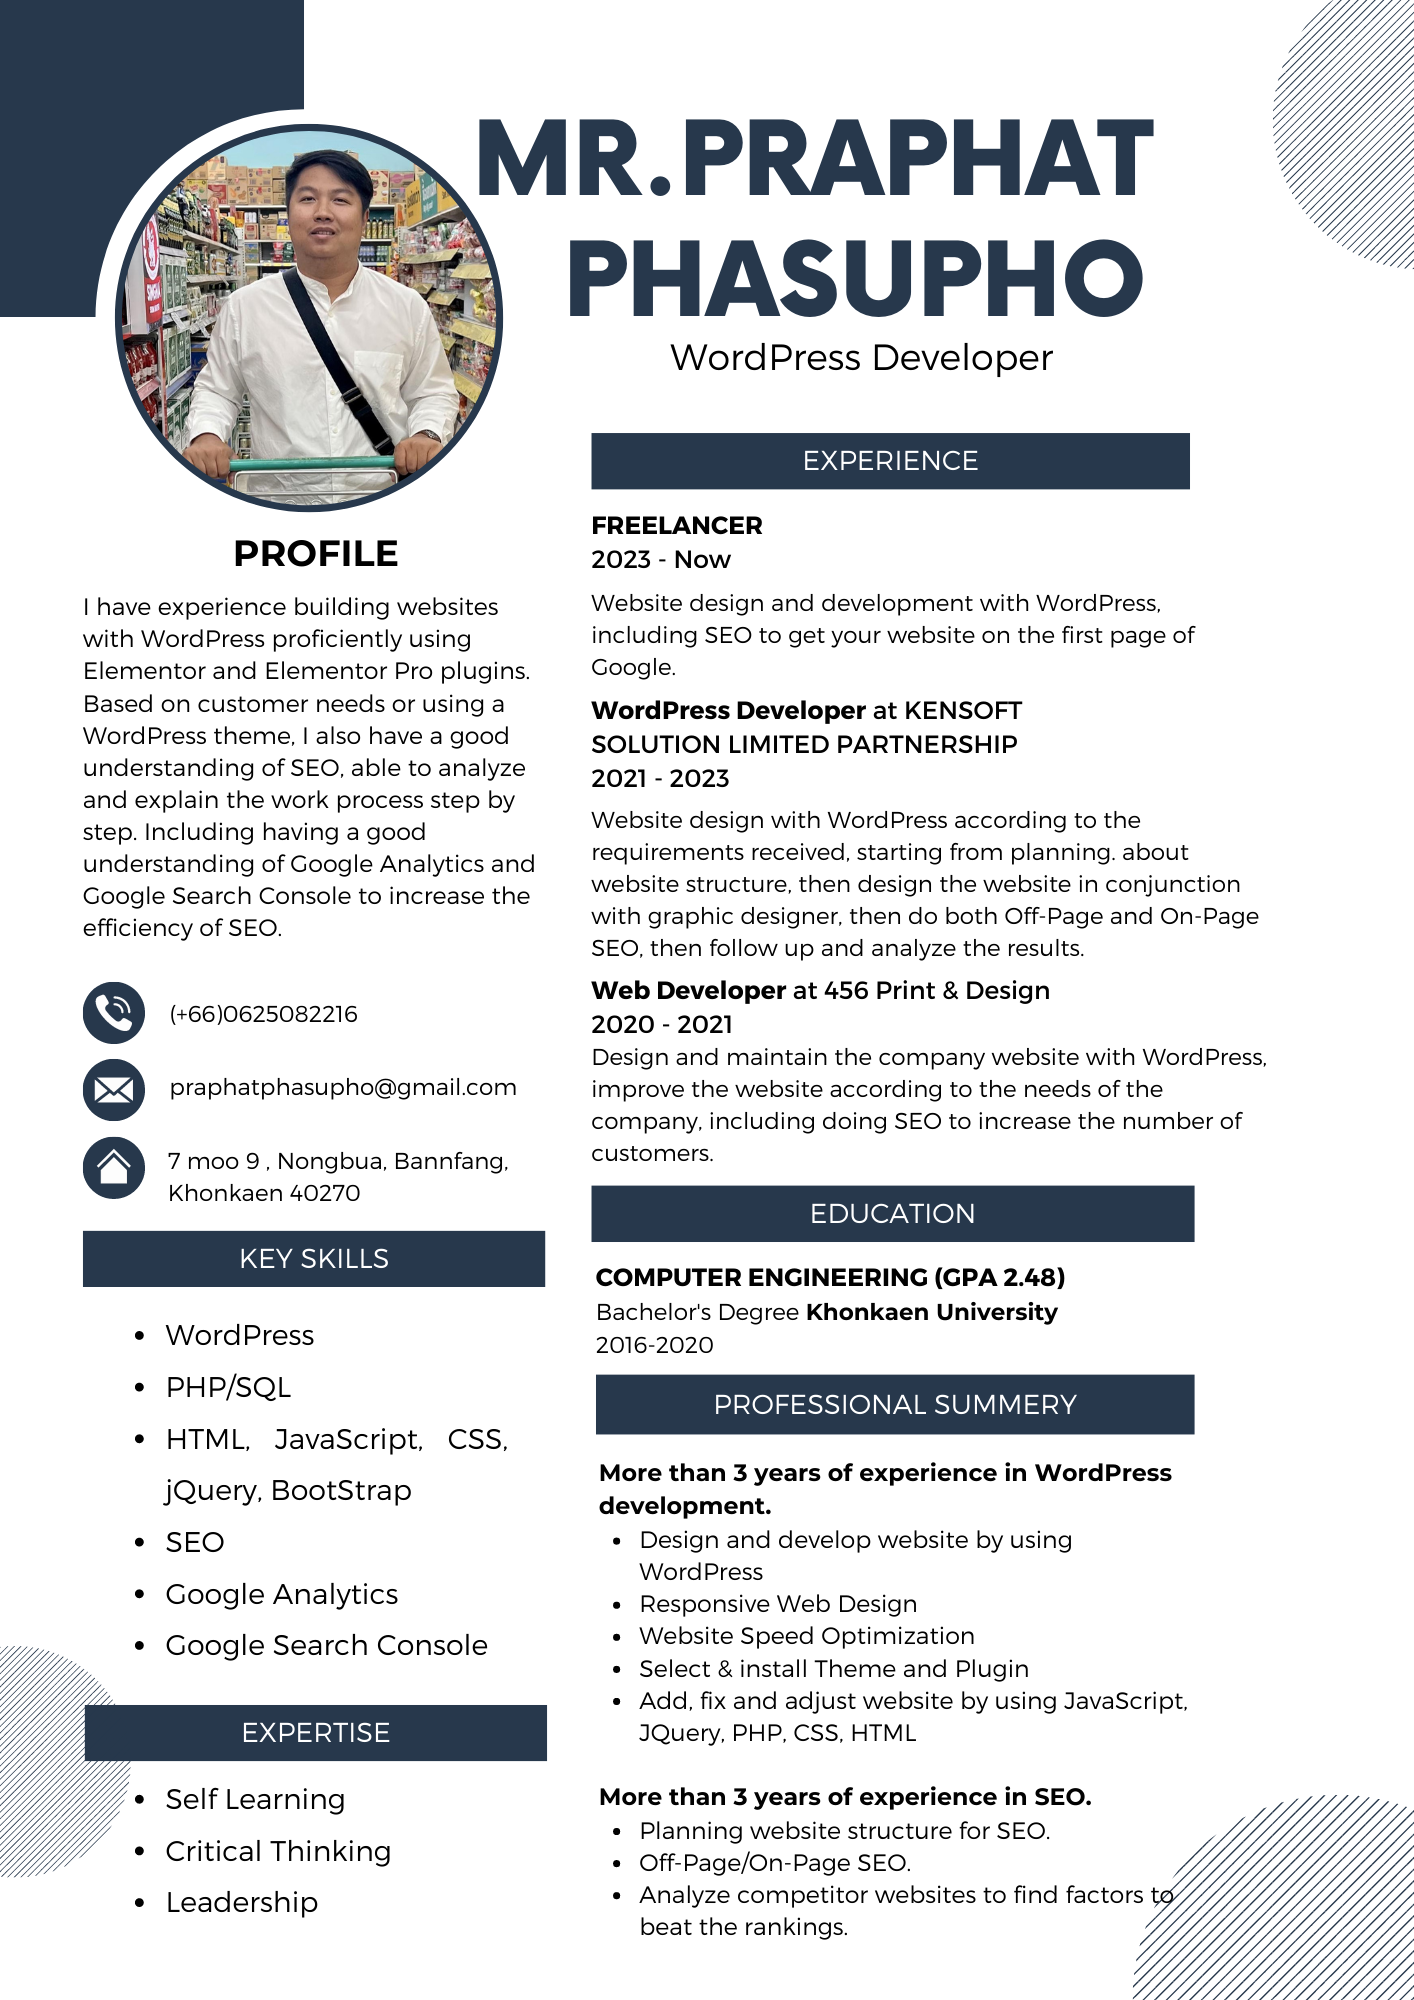 MR.PRAPHAT
PHASUPHO
WordPress Developer
PROFILE
I have experience building websites
with WordPress proficiently using
Elementor and Elementor Pro plugins.
Based on customer needs or using a
WordPress theme, I also have a good
understanding of SEO, able to analyze
and explain the work process step by
step. Including having a good
understanding of Google Analytics and
Google Search Console to increase the
efficiency of SEO.
(+66)0625082216
praphatphasupho@gmail.com
7 moo 9 , Nongbua, Bannfang,
Khonkaen 40270
KEY SKILLS
• WordPress
• PHP/SQL
• HTML, JavaScript, CSS,
jQuery, BootStrap
• SEO
• Google Analytics
• Google Search Console
EXPERTISE
• Self Learning
• Critical Thinking
• Leadership
EXPERIENCE
FREELANCER
2023 - Now
Website design and development with WordPress,
including SEO to get your website on the first page of
Google.
WordPress Developer at KENSOFT
SOLUTION LIMITED PARTNERSHIP
2021 - 2023
Website design with WordPress according to the
requirements received, starting from planning. about
website structure, then design the website in conjunction
with graphic designer, then do both Off-Page and On-Page
SEO, then follow up and analyze the results.
Web Developer at 456 Print & Design
2020 - 2021
Design and maintain the company website with WordPress,
improve the website according to the needs of the
company, including doing SEO to increase the number of
customers.
EDUCATION
COMPUTER ENGINEERING (GPA 2.48)
Bachelor's Degree Khonkaen University
2016-2020
PROFESSIONAL SUMMERY
More than 3 years of experience in WordPress
development.
• Design and develop website by using
WordPress
• Responsive Web Design
• Website Speed Optimization
• Select & install Theme and Plugin
• Add, fix and adjust website by using JavaScript,
JQuery, PHP, CSS, HTML
More than 3 years of experience in SEO.
• Planning website structure for SEO.
• Off-Page/On-Page SEO.
• Analyze competitor websites to find factors to
beat the rankings.